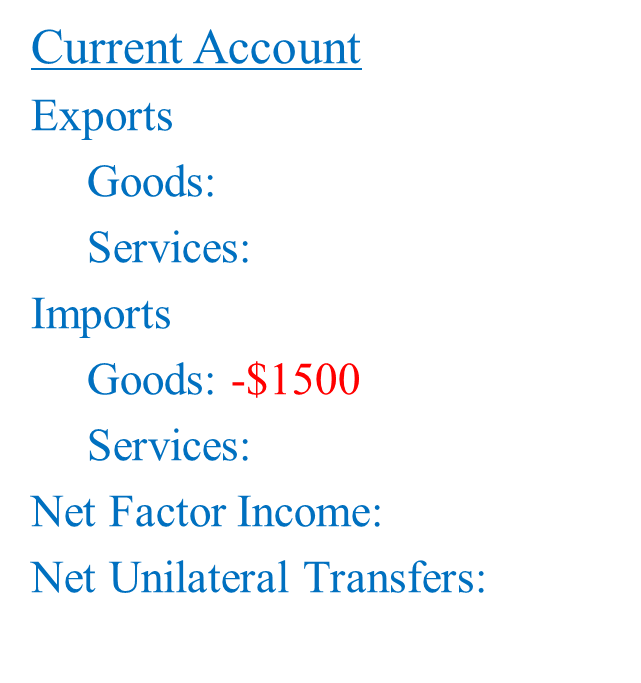 Current Account
Exports
Goods:
Services:
Imports
Goods: -$1500
Services:
Net Factor Income:
Net Unilateral Transfers: